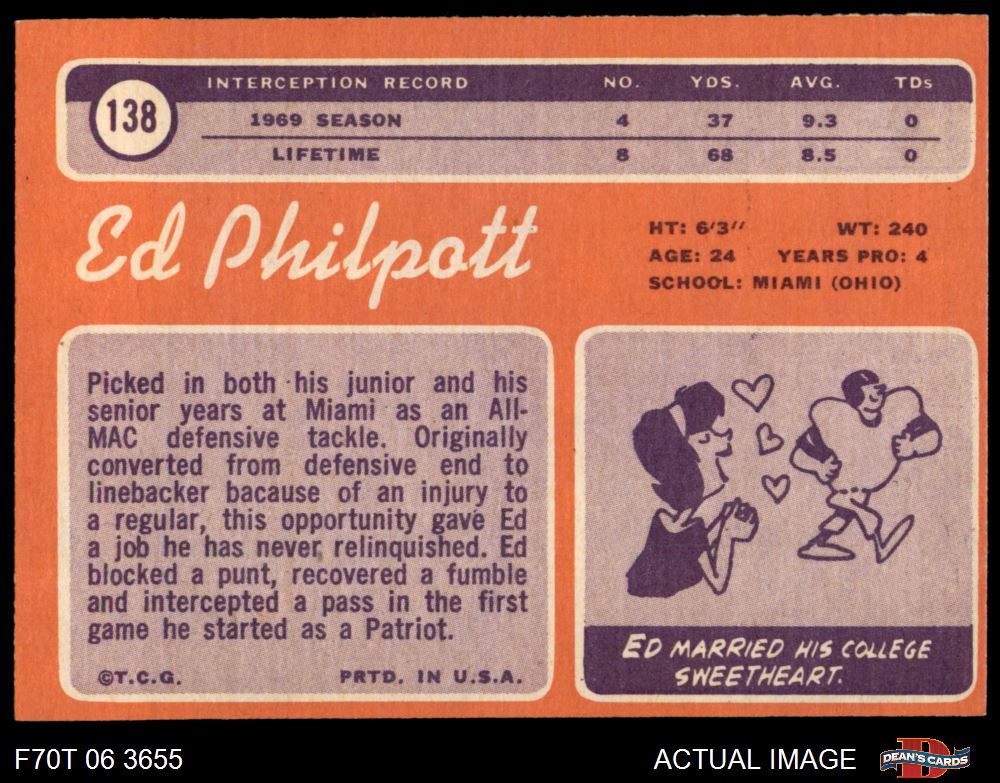 138
INTERCEPTION RECORD NO. YDS. AVG. TDs
1969 SEASON 4 37 9.3 0
LIFETIME 8 68 8.5 0
Ed Philpott
HT: 6'3" WT: 240
AGE: 24 YEARS PRO: 4
SCHOOL: MIAMI (OHIO)
Picked in both his junior and his
senior years at Miami as an All-
MAC defensive tackle. Originally
converted from defensive end to
linebacker bacause of an injury to
a regular, this opportunity gave Ed
a job he has never relinquished. Ed
blocked a punt, recovered a fumble
and intercepted a pass in the first
game he started as a Patriot.
©T.C.G. PRTD. IN U.S.A.
ED MARRIED HIS COLLEGE
SWEETHEART.
F70T 06 3655 ACTUAL IMAGE DEAN'S CARDS